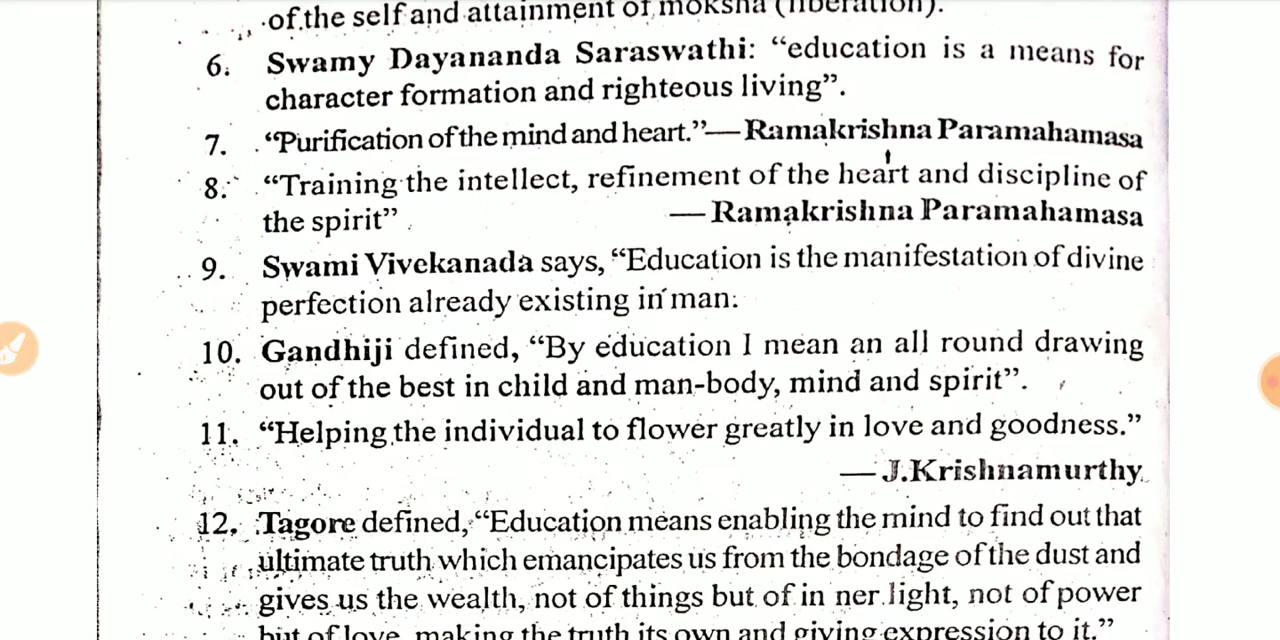 of the self and attainment of moksha (liberation).
6. Swamy Dayananda Saraswathi: “education is a means for
character formation and righteous living”.
7. “Purification of the mind and heart.”—Ramakrishna Paramahamasa
8. “Training the intellect, refinement of the heart and discipline of
the spirit” — Ramakrishna Paramahamasa
9. Swami Vivekanada says, “Education is the manifestation of divine
perfection already existing in man.
10. Gandhiji defined, “By education I mean an all round drawing
out of the best in child and man-body, mind and spirit”.
11. “Helping the individual to flower greatly in love and goodness.”
— J.Krishnamurthy
12. Tagore defined, “Education means enabling the mind to find out that
ultimate truth which emancipates us from the bondage of the dust and
gives us the wealth, not of things but of in ner light, not of power
but of love, making the truth its own and giving expression to it.”